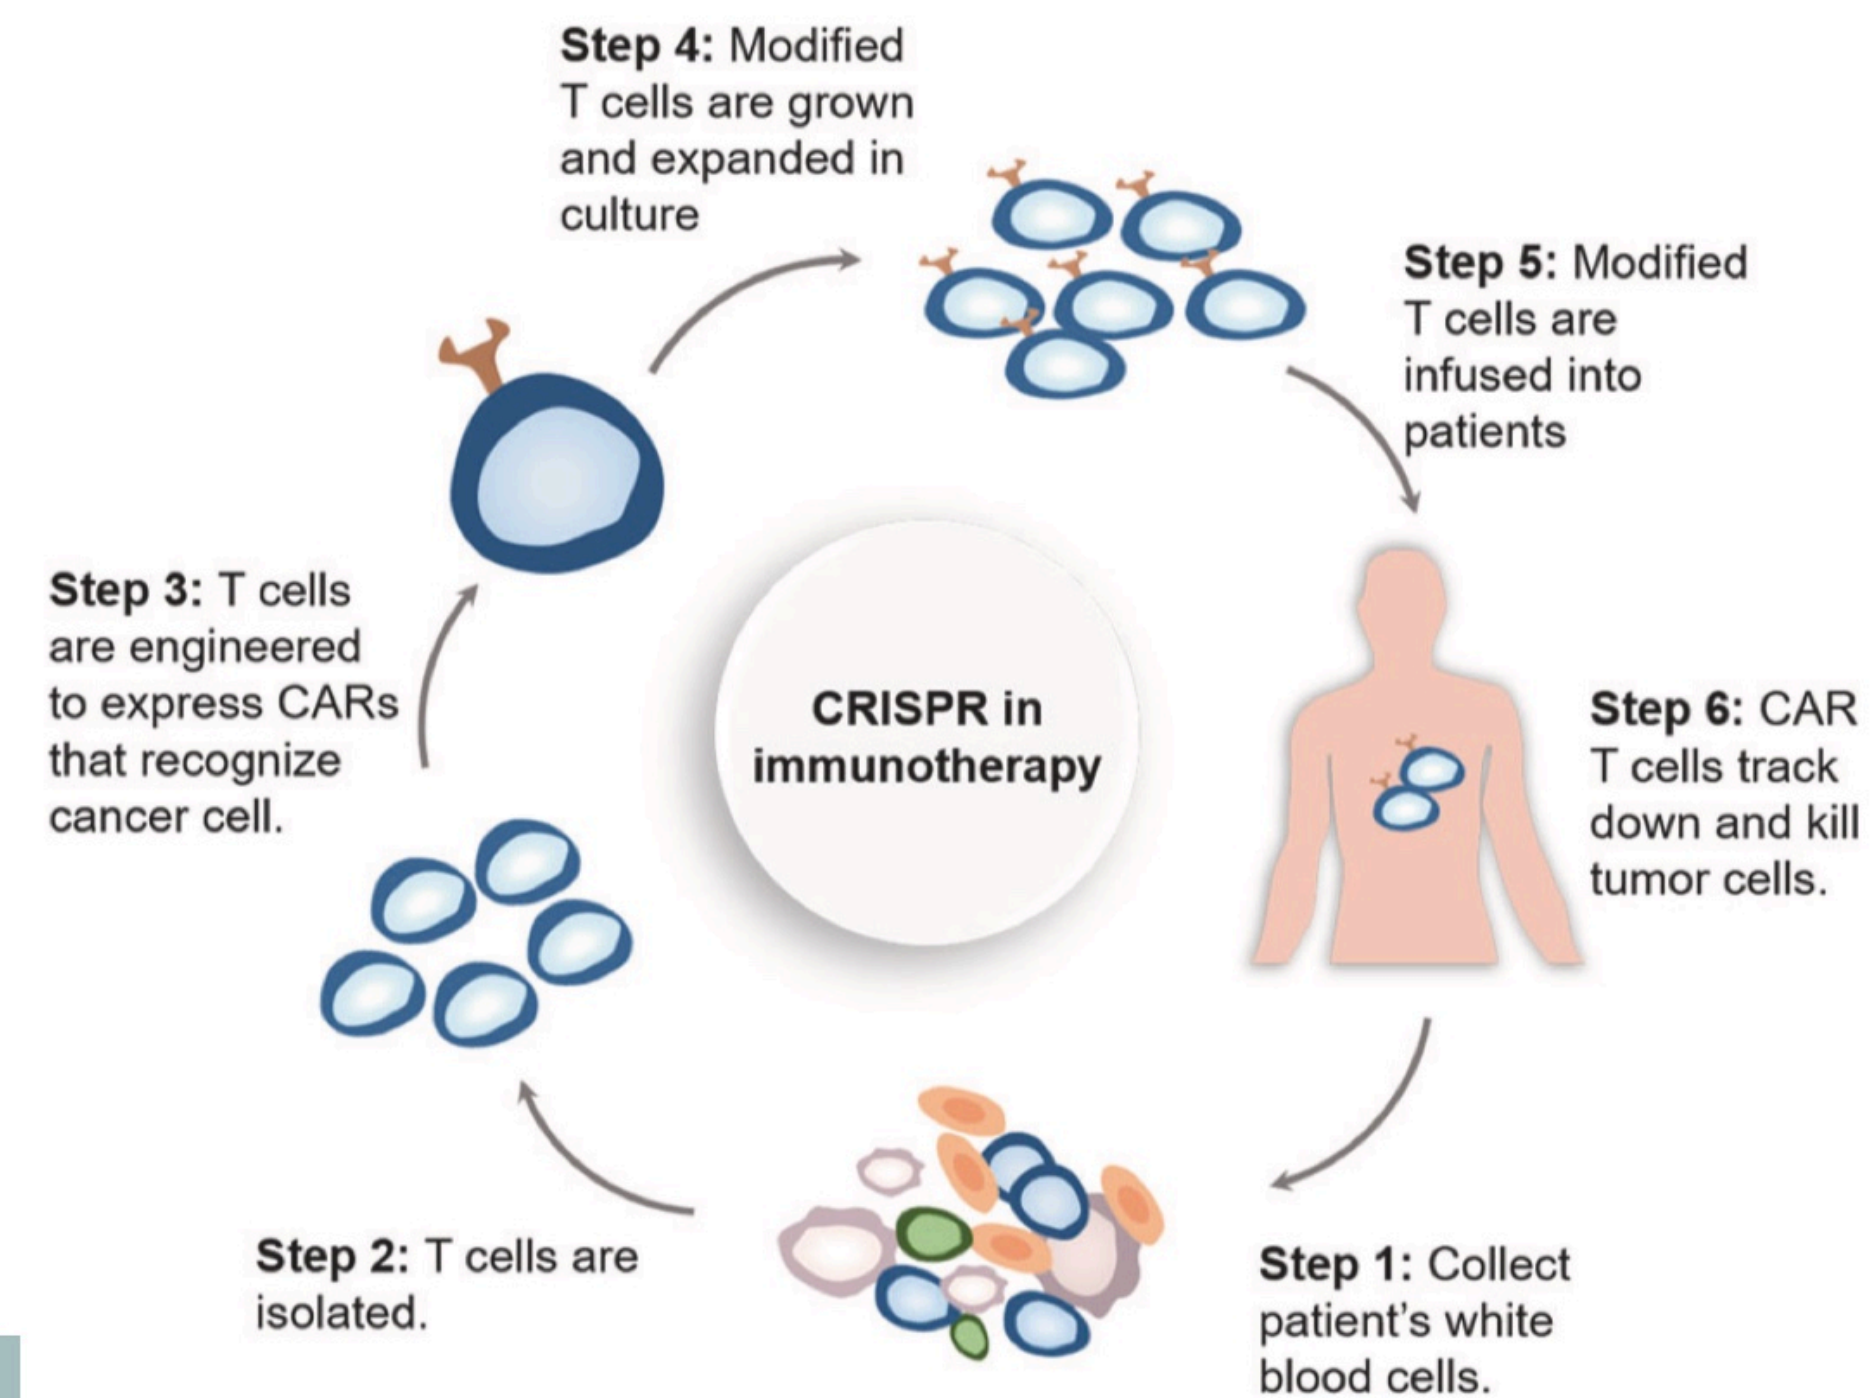 Step 4: Modified
T cells are grown
and expanded in
culture
Step 5: Modified
T cells are
infused into
patients
Step 3: T cells
are engineered
to express CARs
that recognize
cancer cell.
CRISPR in
immunotherapy
Step 6: CAR
T cells track
down and kill
tumor cells.
Step 2: T cells are
isolated.
Step 1: Collect
patient's white
blood cells.